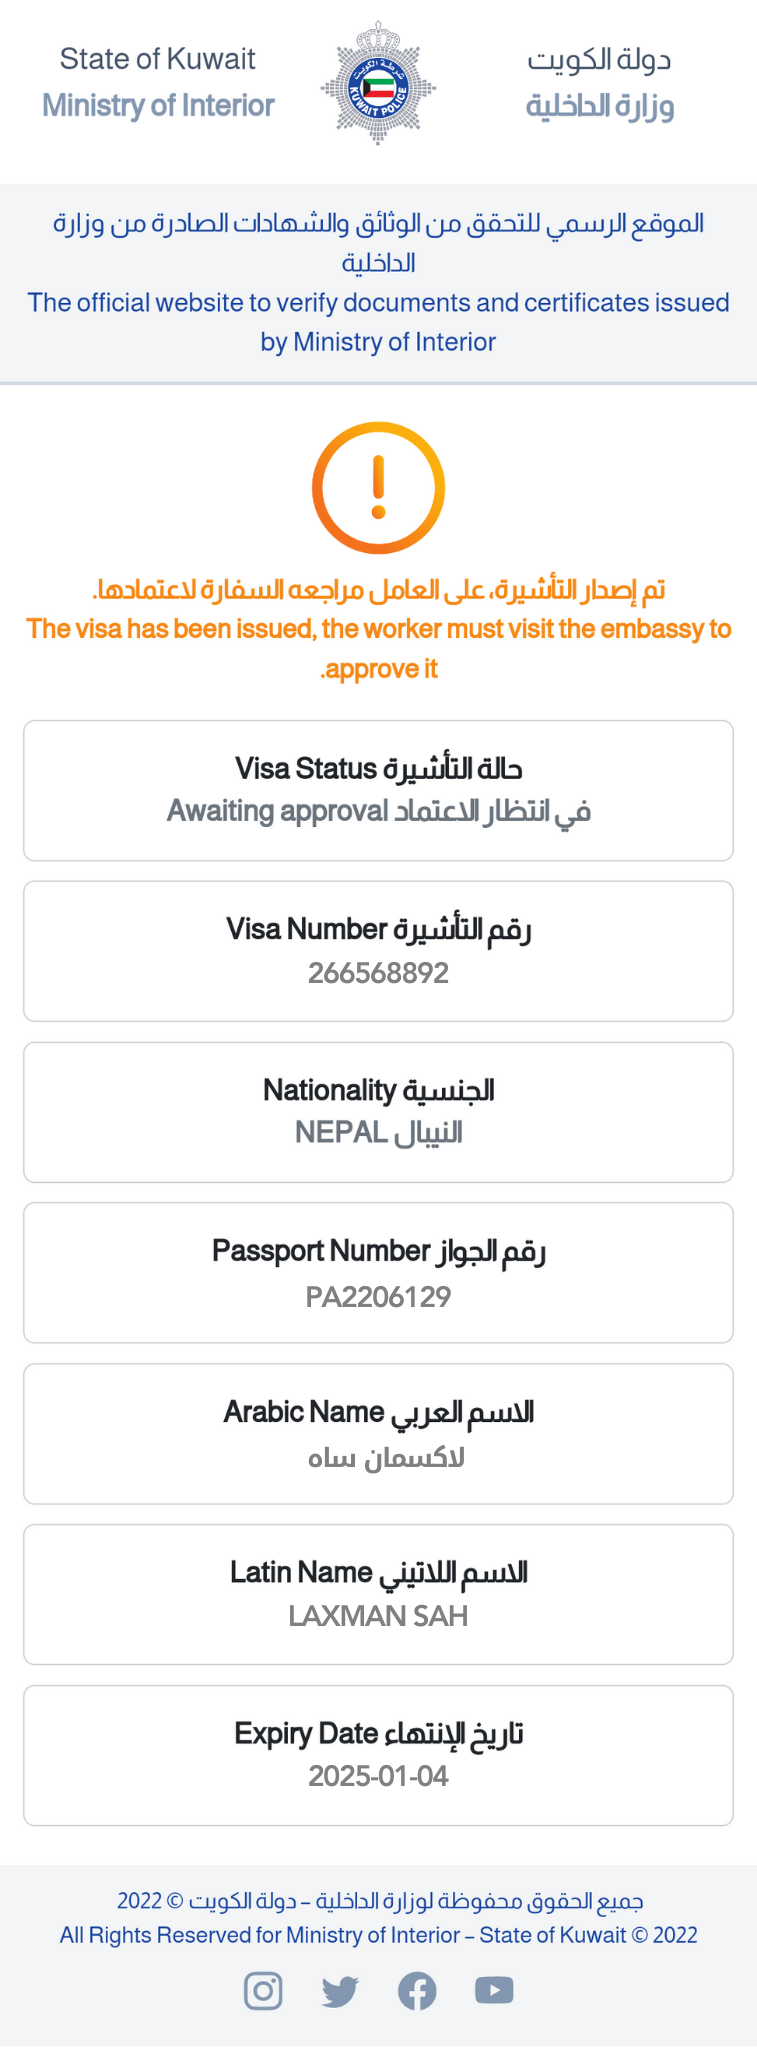 State of Kuwait
Ministry of Interior
شرطة الكويت
KUWAIT POLICE
دولة الكويت
وزارة الداخلية
الموقع الرسمي للتحقق من الوثائق والشهادات الصادرة من وزارة
الداخلية
The official website to verify documents and certificates issued
by Ministry of Interior
تم إصدار التأشيرة، على العامل مراجعه السفارة لاعتمادها.
The visa has been issued, the worker must visit the embassy to
.approve it
Visa Status حالة التأشيرة
Awaiting approval في انتظار الاعتماد
Visa Number رقم التأشيرة
266568892
Nationality الجنسية
NEPAL النيبال
Passport Number رقم الجواز
PA2206129
Arabic Name الاسم العربي
لاكسمان ساه
Latin Name الاسم اللاتيني
LAXMAN SAH
Expiry Date تاريخ الإنتهاء
2025-01-04
جميع الحقوق محفوظة لوزارة الداخلية – دولة الكويت © 2022
All Rights Reserved for Ministry of Interior – State of Kuwait © 2022